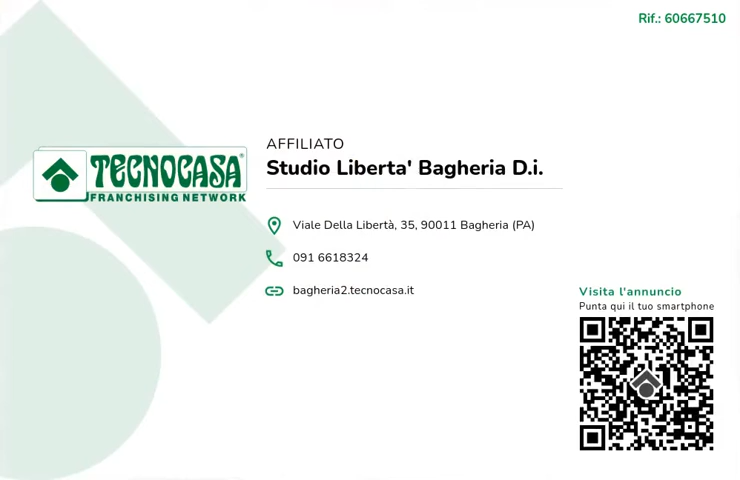 Rif.: 60667510
AFFILIATO
Studio Liberta' Bagheria D.i.
TECNOCASA®
FRANCHISING NETWORK
Viale Della Libertà, 35, 90011 Bagheria (PA)
091 6618324
bagheria2.tecnocasa.it
Visita l'annuncio
Punta qui il tuo smartphone